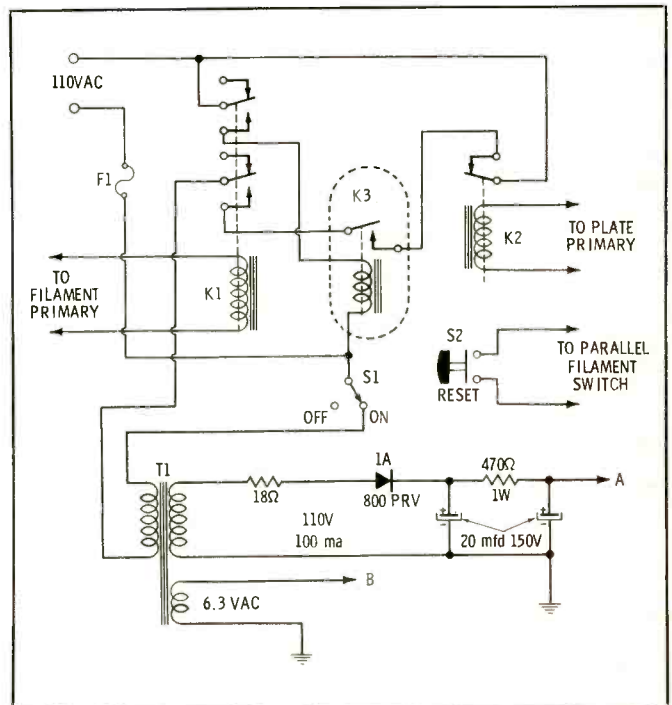 110VAC
F1
K3
K2
TO PLATE
PRIMARY
TO
FILAMENT
PRIMARY
K1
S2
RESET
TO PARALLEL
FILAMENT
SWITCH
S1
OFF
ON
T1
18Ω
1A
800 PRV
470Ω
1W
A
110V
100 ma
+
+
20 mfd 150V
6.3 VAC
B